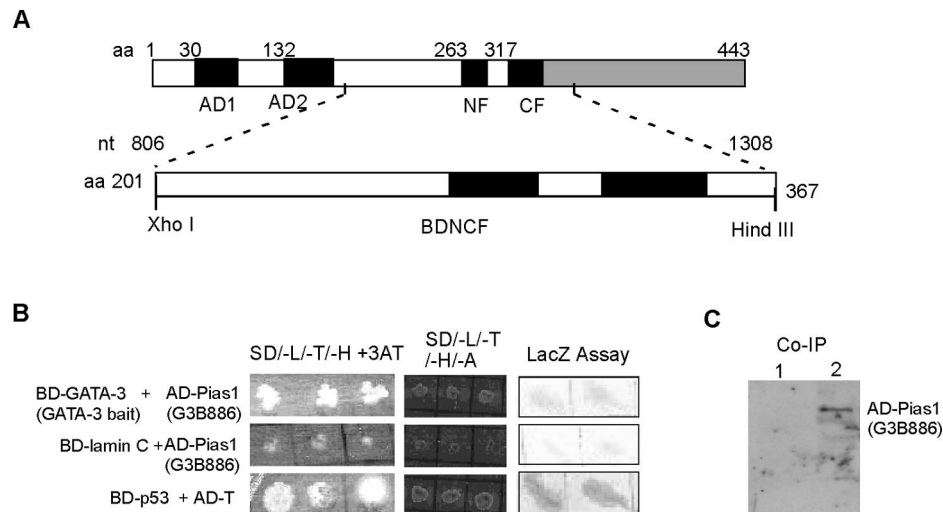 A
aa 1 30 132 263 317 443
AD1 AD2 NF CF
nt 806 1308
aa 201 367
Xho I BDNCF Hind III
B
C
SD/-L/-T/-H +3AT
SD/-L/-T
/-H/-A
LacZ Assay
BD-GATA-3 + AD-Pias1
(GATA-3 bait) (G3B886)
BD-lamin C +AD-Pias1
(G3B886)
BD-p53 + AD-T
Co-IP
1 2
AD-Pias1
(G3B886)